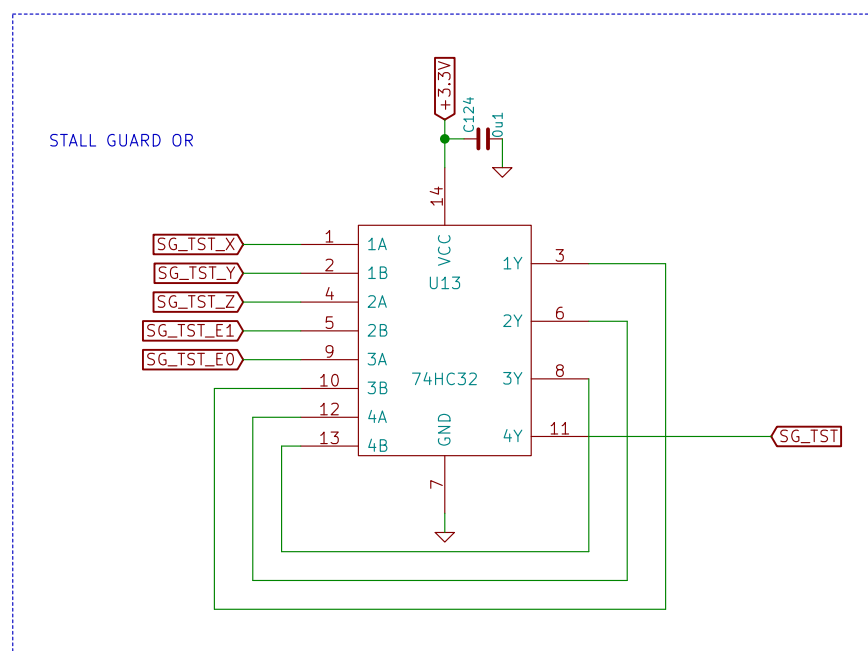 +3.3V
C124
0u1
STALL GUARD OR
14
SG_TST_X 1 1A VCC
1Y 3
SG_TST_Y 2 1B U13
SG_TST_Z 4 2A
2Y 6
SG_TST_E1 5 2B
SG_TST_E0 9 3A
10 3B 74HC32 3Y 8
12 4A
13 4B GND 4Y 11 SG_TST
7